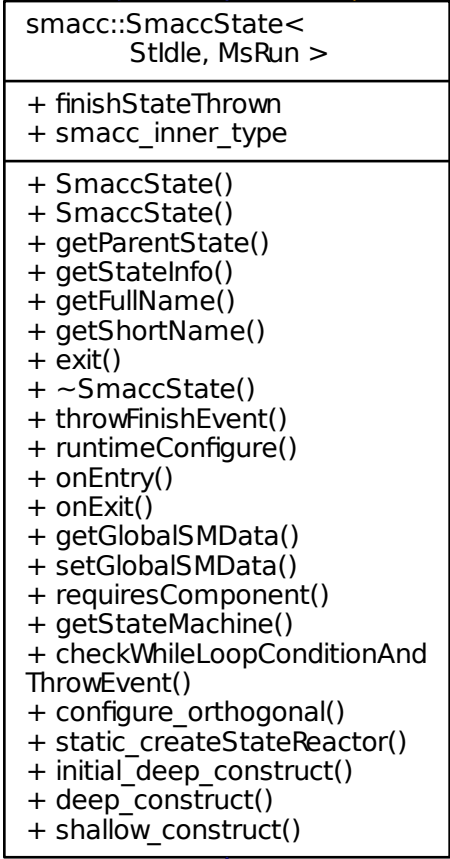 smacc::SmaccState<
StIdle, MsRun >
+ finishStateThrown
+ smacc_inner_type
+ SmaccState()
+ SmaccState()
+ getParentState()
+ getStateInfo()
+ getFullName()
+ getShortName()
+ exit()
+ ~SmaccState()
+ throwFinishEvent()
+ runtimeConfigure()
+ onEntry()
+ onExit()
+ getGlobalSMData()
+ setGlobalSMData()
+ requiresComponent()
+ getStateMachine()
+ checkWhileLoopConditionAnd
ThrowEvent()
+ configure_orthogonal()
+ static_createStateReactor()
+ initial_deep_construct()
+ deep_construct()
+ shallow_construct()